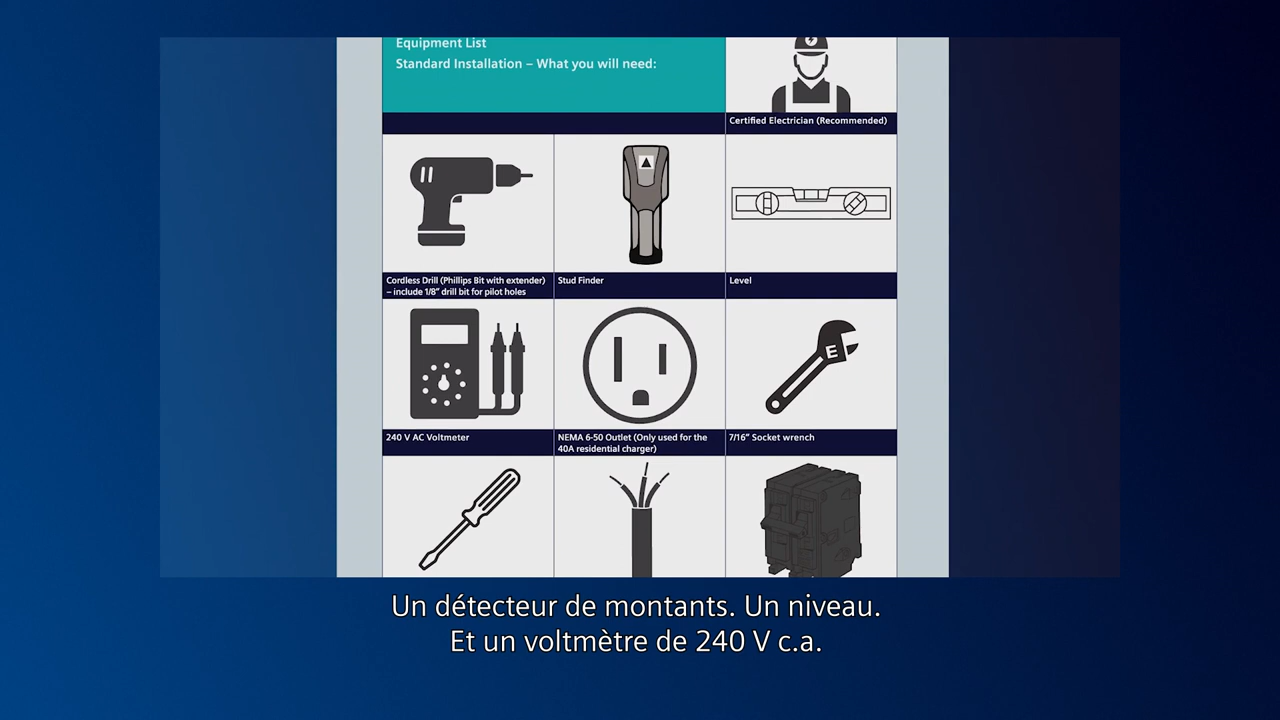 Equipment List
Standard Installation – What you will need:
Certified Electrician (Recommended)
Cordless Drill (Phillips Bit with extender)
– include 1/8” drill bit for pilot holes
Stud Finder
Level
E
240 V AC Voltmeter
NEMA 6-50 Outlet (Only used for the
40A residential charger)
7/16” Socket wrench
Un détecteur de montants. Un niveau.
Et un voltmètre de 240 V c.a.